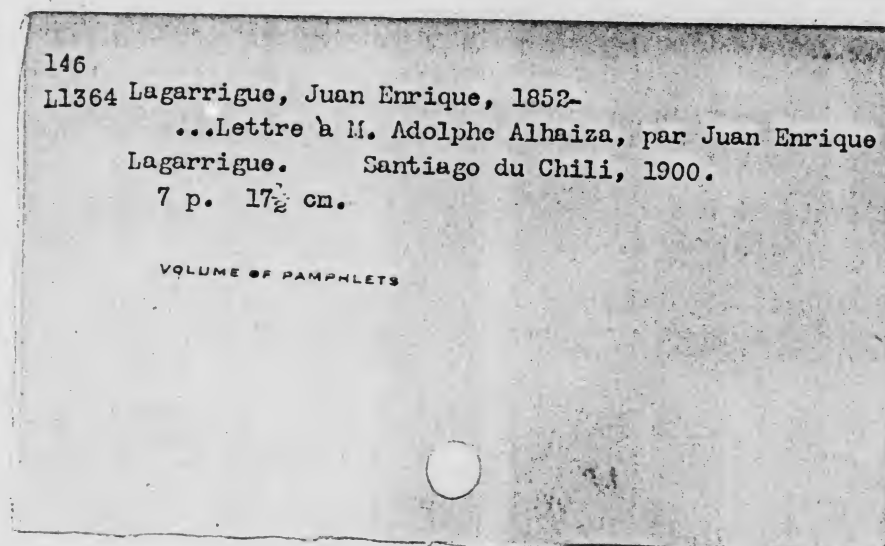 146
L1364 Lagarrigue, Juan Enrique, 1852-
...Lettre à M. Adolphe Alhaiza, par Juan Enrique
Lagarrigue. Santiago du Chili, 1900.
7 p. 17½ cm.
VOLUME OF PAMPHLETS